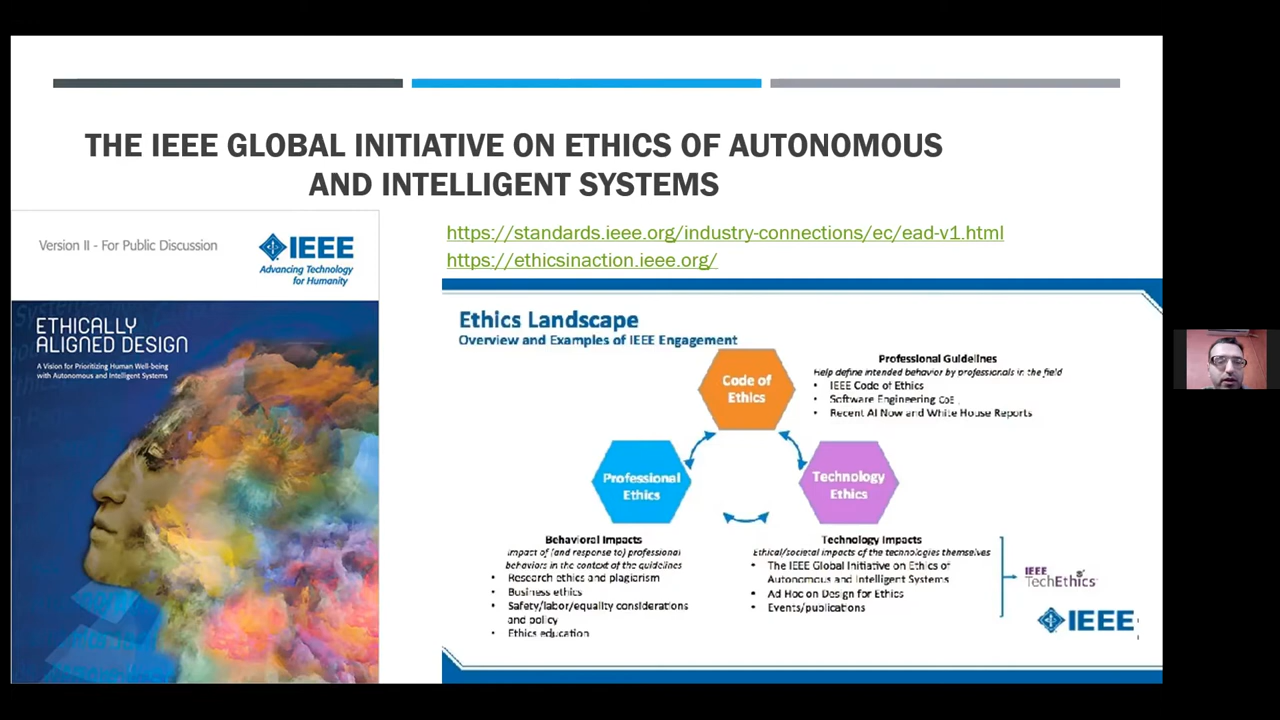 THE IEEE GLOBAL INITIATIVE ON ETHICS OF AUTONOMOUS
AND INTELLIGENT SYSTEMS
https://standards.ieee.org/industry-connections/ec/ead-v1.html
https://ethicsinaction.ieee.org/
Version II - For Public Discussion
IEEE
Advancing Technology
for Humanity
ETHICALLY
ALIGNED DESIGN
A Vision for Prioritizing Human Well-being
with Autonomous and Intelligent Systems
Ethics Landscape
Overview and Examples of IEEE Engagement
Code of
Ethics
Professional Guidelines
Help define intended behavior by professionals in the field
• IEEE Code of Ethics
• Software Engineering CoE
• Recent AI Now and White House Reports
Professional
Ethics
Technology
Ethics
Behavioral Impacts
Impact of (and response to) professional
behaviors in the context of the guidelines
• Research ethics and plagiarism
• Business ethics
• Safety/labor/equality considerations
and policy
• Ethics education
Technology Impacts
Ethical/societal impacts of the technologies themselves
• The IEEE Global Initiative on Ethics of
Autonomous and Intelligent Systems
• Ad Hoc on Design for Ethics
• Events/publications
IEEE
TechEthics
IEEE